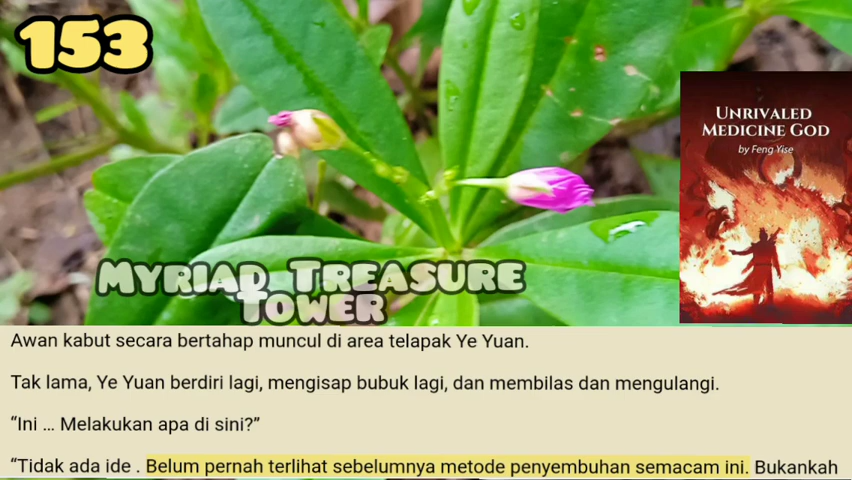 153
UNRIVALED
MEDICINE GOD
by Feng Yise
MYRIAD TREASURE
TOWER
Awan kabut secara bertahap muncul di area telapak Ye Yuan.
Tak lama, Ye Yuan berdiri lagi, mengisap bubuk lagi, dan membilas dan mengulangi.
“Ini ... Melakukan apa di sini?”
“Tidak ada ide . Belum pernah terlihat sebelumnya metode penyembuhan semacam ini. Bukankah